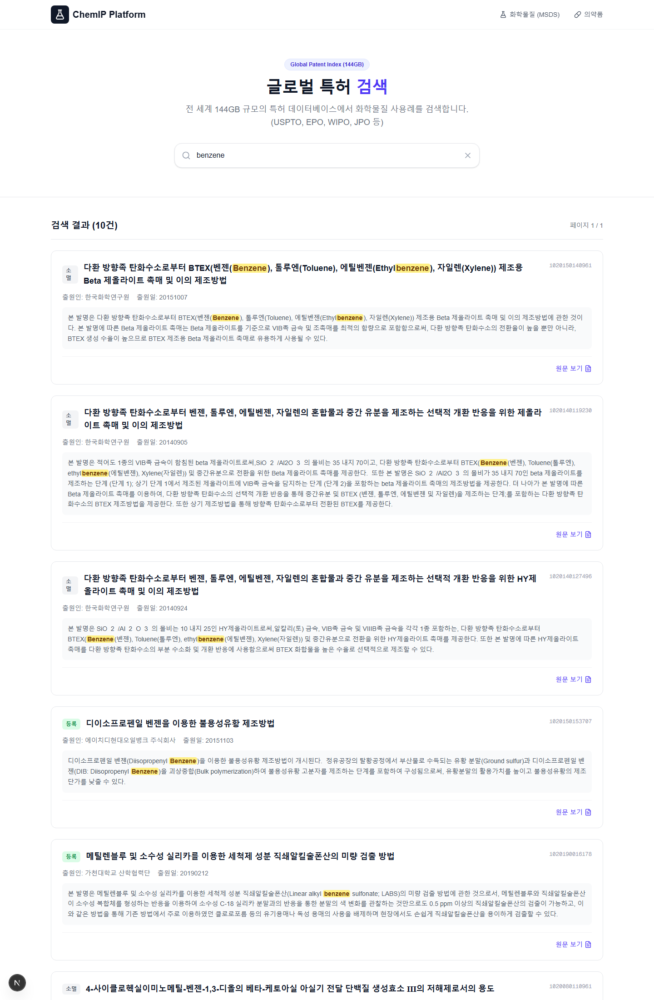 ChemIP Platform
화학물질 (MSDS)
의약품
Global Patent Index (144GB)
글로벌 특허 검색
전 세계 144GB 규모의 특허 데이터베이스에서 화학물질 사용례를 검색합니다.
(USPTO, EPO, WIPO, JPO 등)
benzene
검색 결과 (10건)
페이지 1 / 1
소
멸
다환 방향족 탄화수소로부터 BTEX(벤젠(Benzene), 톨루엔(Toluene), 에틸벤젠(Ethylbenzene), 자일렌(Xylene)) 제조용
Beta 제올라이트 촉매 및 이의 제조방법
1020150140961
출원인: 한국화학연구원 출원일: 20151007
본 발명은 다환 방향족 탄화수소로부터 BTEX(벤젠(Benzene), 톨루엔(Toluene), 에틸벤젠(Ethylbenzene), 자일렌(Xylene)) 제조용 Beta 제올라이트 촉매 및 이의 제조방법에 관한 것이
다. 본 발명에 따른 Beta 제올라이트 촉매는 Beta 제올라이트를 기준으로 VIB족 금속 및 조촉매를 최적의 함량으로 포함함으로써, 다환 방향족 탄화수소의 전환율이 높을 뿐만 아니라,
BTEX 생성 수율이 높으므로 BTEX 제조용 Beta 제올라이트 촉매로 유용하게 사용될 수 있다.
원문 보기
소
멸
다환 방향족 탄화수소로부터 벤젠, 톨루엔, 에틸벤젠, 자일렌의 혼합물과 중간 유분을 제조하는 선택적 개환 반응을 위한 제올라
이트 촉매 및 이의 제조방법
1020140119230
출원인: 한국화학연구원 출원일: 20140905
본 발명은 적어도 1종의 VIB족 금속이 함침된 beta 제올라이트로써,SiO 2 /Al2O 3 의 몰비는 35 내지 70이고, 다환 방향족 탄화수소로부터 BTEX(Benzene(벤젠), Toluene(톨루엔),
ethylbenzene(에틸벤젠), Xylene(자일렌)) 및 중간유분으로 전환을 위한 Beta 제올라이트 촉매를 제공한다. 또한 본 발명은 SiO 2 /Al2O 3 의 몰비가 35 내지 70인 beta 제올라이트를
제조하는 단계 (단계 1); 상기 단계 1에서 제조된 제올라이트에 VIB족 금속을 담지하는 단계 (단계 2)을 포함하는 beta 제올라이트 촉매의 제조방법을 제공한다. 더 나아가 본 발명에 따른
Beta 제올라이트 촉매를 이용하여, 다환 방향족 탄화수소의 선택적 개환 반응을 통해 중간유분 및 BTEX (벤젠, 톨루엔, 에틸벤젠 및 자일렌)을 제조하는 단계;를 포함하는 다환 방향족 탄
화수소의 BTEX 제조방법을 제공한다. 또한 상기 제조방법을 통해 방향족 탄화수소로부터 전환된 BTEX를 제공한다.
원문 보기
소
멸
다환 방향족 탄화수소로부터 벤젠, 톨루엔, 에틸벤젠, 자일렌의 혼합물과 중간 유분을 제조하는 선택적 개환 반응을 위한 HY제
올라이트 촉매 및 이의 제조방법
1020140127496
출원인: 한국화학연구원 출원일: 20140924
본 발명은 SiO 2 /Al 2 O 3 의 몰비는 10 내지 25인 HY제올라이트로써,알칼리(토) 금속, VIB족 금속 및 VIIIB족 금속을 각각 1종 포함하는, 다환 방향족 탄화수소로부터
BTEX(Benzene(벤젠), Toluene(톨루엔), ethylbenzene(에틸벤젠), Xylene(자일렌)) 및 중간유분으로 전환을 위한 HY제올라이트 촉매를 제공한다. 또한 본 발명에 따른 HY제올라이트
촉매를 다환 방향족 탄화수소의 부분 수소화 및 개환 반응에 사용함으로써 BTEX 화합물을 높은 수율로 선택적으로 제조할 수 있다.
원문 보기
등록
디이소프로펜일 벤젠을 이용한 불용성유황 제조방법
1020150153707
출원인: 에이치디현대오일뱅크 주식회사 출원일: 20151103
디이소프로펜일 벤젠(Diisopropenyl Benzene)을 이용한 불용성유황 제조방법이 개시된다. 정유공장의 탈황공정에서 부산물로 수득되는 유황 분말(Ground sulfur)과 디이소프로펜일 벤
젠(DIB: Diisopropenyl Benzene)을 괴상중합(Bulk polymerization)하여 불용성유황 고분자를 제조하는 단계를 포함하여 구성됨으로써, 유황분말의 활용가치를 높이고 불용성유황의 제조
단가를 낮출 수 있다.
원문 보기
등록
메틸렌블루 및 소수성 실리카를 이용한 세척제 성분 직쇄알킬술폰산의 미량 검출 방법
1020190016178
출원인: 가천대학교 산학협력단 출원일: 20190212
본 발명은 메틸렌블루 및 소수성 실리카를 이용한 세척제 성분 직쇄알킬술폰산(Linear alkyl benzene sulfonate; LABS)의 미량 검출 방법에 관한 것으로서, 메틸렌블루와 직쇄알킬술폰산
이 소수성 복합체를 형성하는 반응을 이용하여 소수성 C-18 실리카 분말과의 반응을 통한 분말의 색 변화를 관찰하는 것만으로도 0.5 ppm 이상의 직쇄알킬술폰산의 검출이 가능하고, 이
와 같은 방법을 통해 기존 방법에서 주로 이용하였던 클로로포름 등의 유기용매나 독성 용매의 사용을 배제하며 현장에서도 손쉽게 직쇄알킬술폰산을 용이하게 검출할 수 있다.
원문 보기
소멸
4-사이클로헥실이미노메틸-벤젠-1,3-디올의 베타-케토아실 아실기 전달 단백질 생성효소 III의 저해제로서의 용도
1020080110961
N